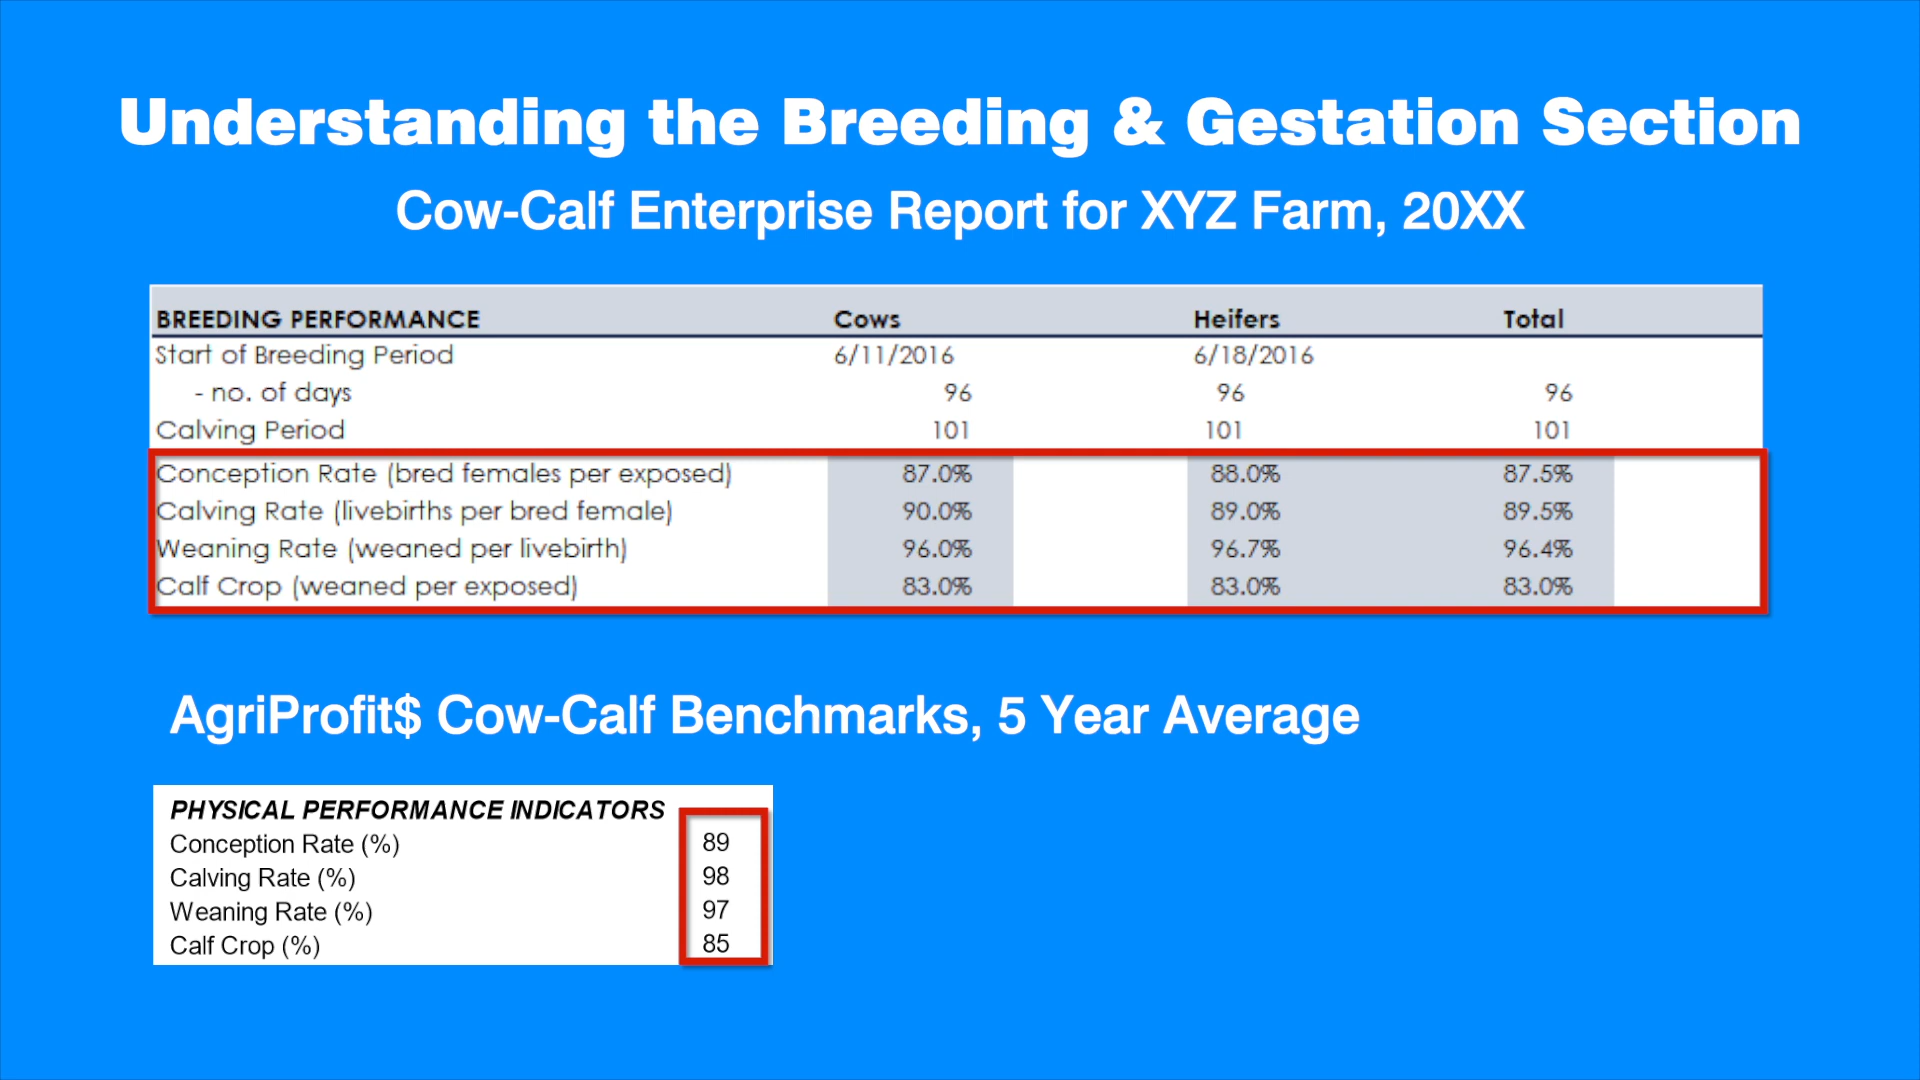 Understanding the Breeding & Gestation Section
Cow-Calf Enterprise Report for XYZ Farm, 20XX
BREEDING PERFORMANCE Cows Heifers Total
Start of Breeding Period 6/11/2016 6/18/2016
- no. of days 96 96 96
Calving Period 101 101 101
Conception Rate (bred females per exposed) 87.0% 88.0% 87.5%
Calving Rate (livebirths per bred female) 90.0% 89.0% 89.5%
Weaning Rate (weaned per livebirth) 96.0% 96.7% 96.4%
Calf Crop (weaned per exposed) 83.0% 83.0% 83.0%
AgriProfit$ Cow-Calf Benchmarks, 5 Year Average
PHYSICAL PERFORMANCE INDICATORS
Conception Rate (%) 89
Calving Rate (%) 98
Weaning Rate (%) 97
Calf Crop (%) 85